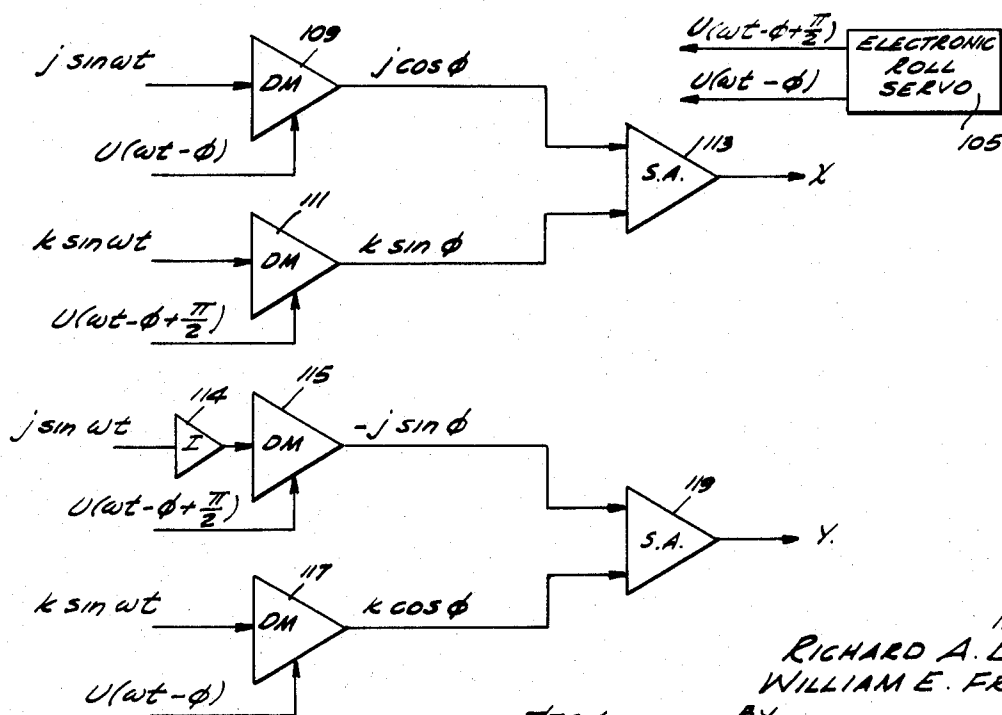 109
j sin ωt
DM
j cos φ
U(ωt-φ)
U(ωt-φ+π/2)
U(ωt-φ)
ELECTRONIC
ROLL
SERVO
105
113
S.A.
X
111
k sin ωt
DM
k sin φ
U(ωt-φ+π/2)
114
115
j sin ωt
I
DM
-j sin φ
U(ωt-φ+π/2)
119
S.A.
Y.
117
k sin ωt
DM
k cos φ
U(ωt-φ)
RICHARD A.
WILLIAM E.
BY